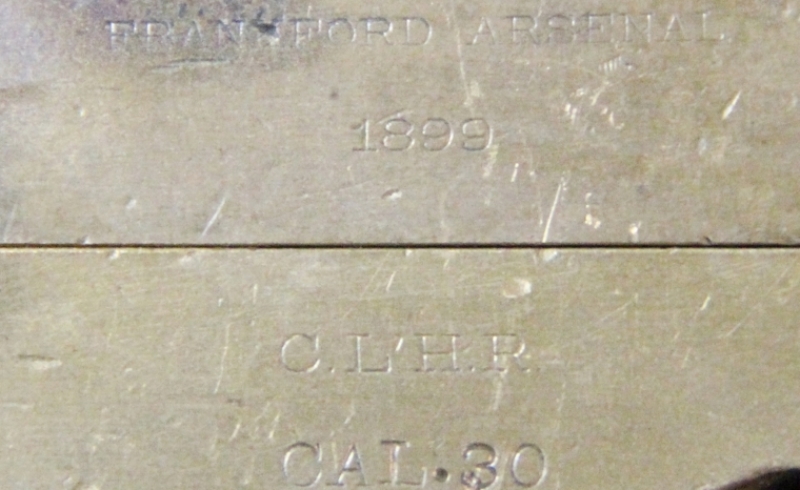 FRANKFORD ARSENAL
1899
C.L'H.R.
CAL.30